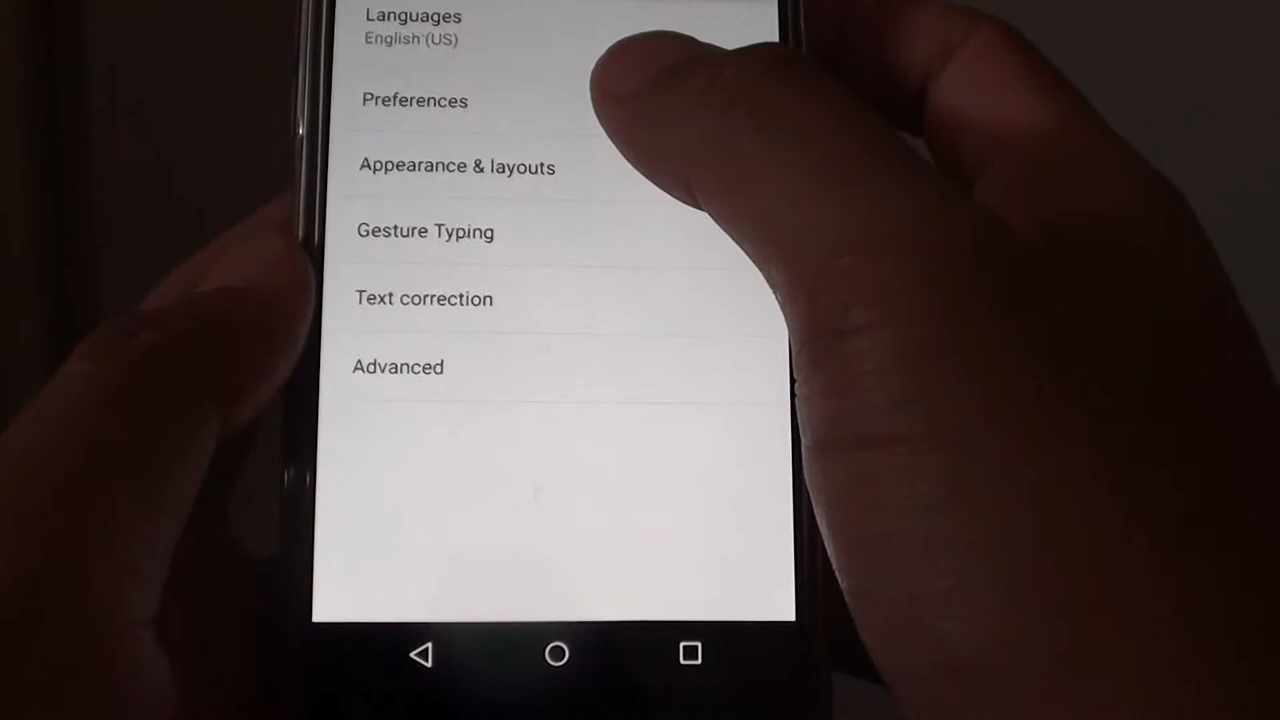 Languages
English (US)
Preferences
Appearance & layouts
Gesture Typing
Text correction
Advanced